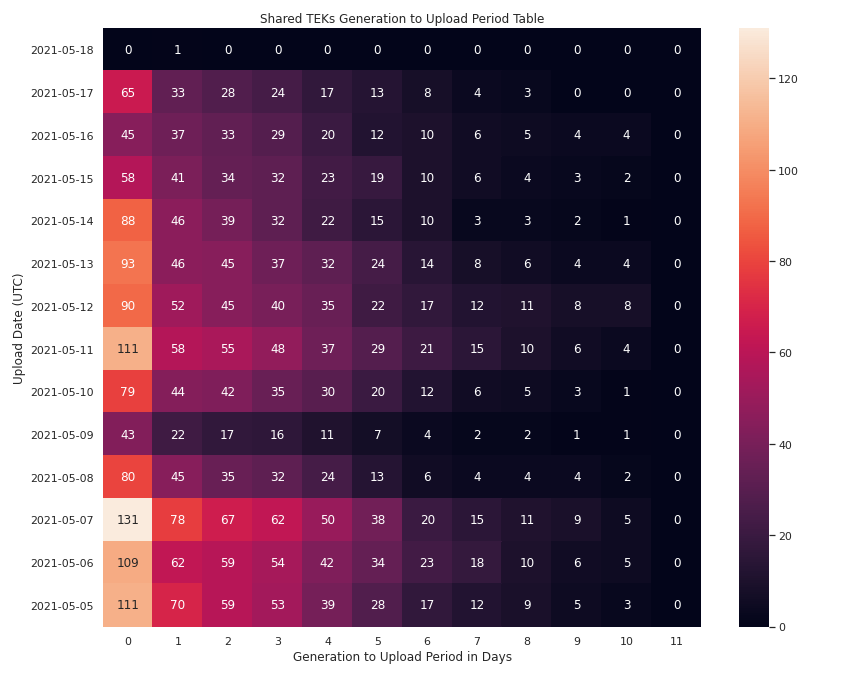 Shared TEKs Generation to Upload Period Table
2021-05-18 0 1 0 0 0 0 0 0 0 0 0 0
2021-05-17 65 33 28 24 17 13 8 4 3 0 0 0
2021-05-16 45 37 33 29 20 12 10 6 5 4 4 0
2021-05-15 58 41 34 32 23 19 10 6 4 3 2 0
2021-05-14 88 46 39 32 22 15 10 3 3 2 1 0
2021-05-13 93 46 45 37 32 24 14 8 6 4 4 0
2021-05-12 90 52 45 40 35 22 17 12 11 8 8 0
2021-05-11 111 58 55 48 37 29 21 15 10 6 4 0
2021-05-10 79 44 42 35 30 20 12 6 5 3 1 0
2021-05-09 43 22 17 16 11 7 4 2 2 1 1 0
2021-05-08 80 45 35 32 24 13 6 4 4 4 2 0
2021-05-07 131 78 67 62 50 38 20 15 11 9 5 0
2021-05-06 109 62 59 54 42 34 23 18 10 6 5 0
2021-05-05 111 70 59 53 39 28 17 12 9 5 3 0
0 1 2 3 4 5 6 7 8 9 10 11
Generation to Upload Period in Days
Upload Date (UTC)
120
100
80
60
40
20
0